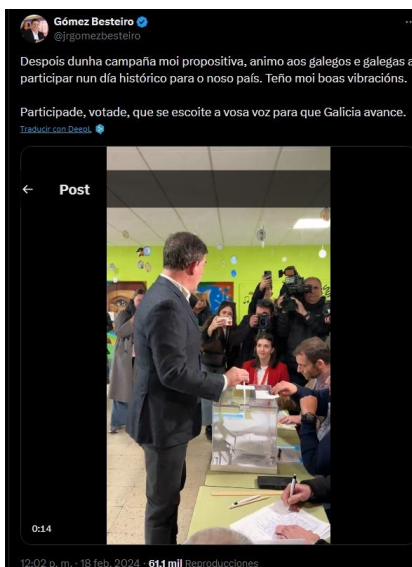 Gómez Besteiro
@jrgomezbesteiro
Despois dunha campaña moi propositiva, animo aos galegos e galegas a
participar nun día histórico para o noso país. Teño moi boas vibracións.
Participade, votade, que se escoite a vosa voz para que Galicia avance.
Traducir con DeepL
Post
0:14
12:02 p. m. · 18 feb. 2024 · 61,1 mil Reproducciones